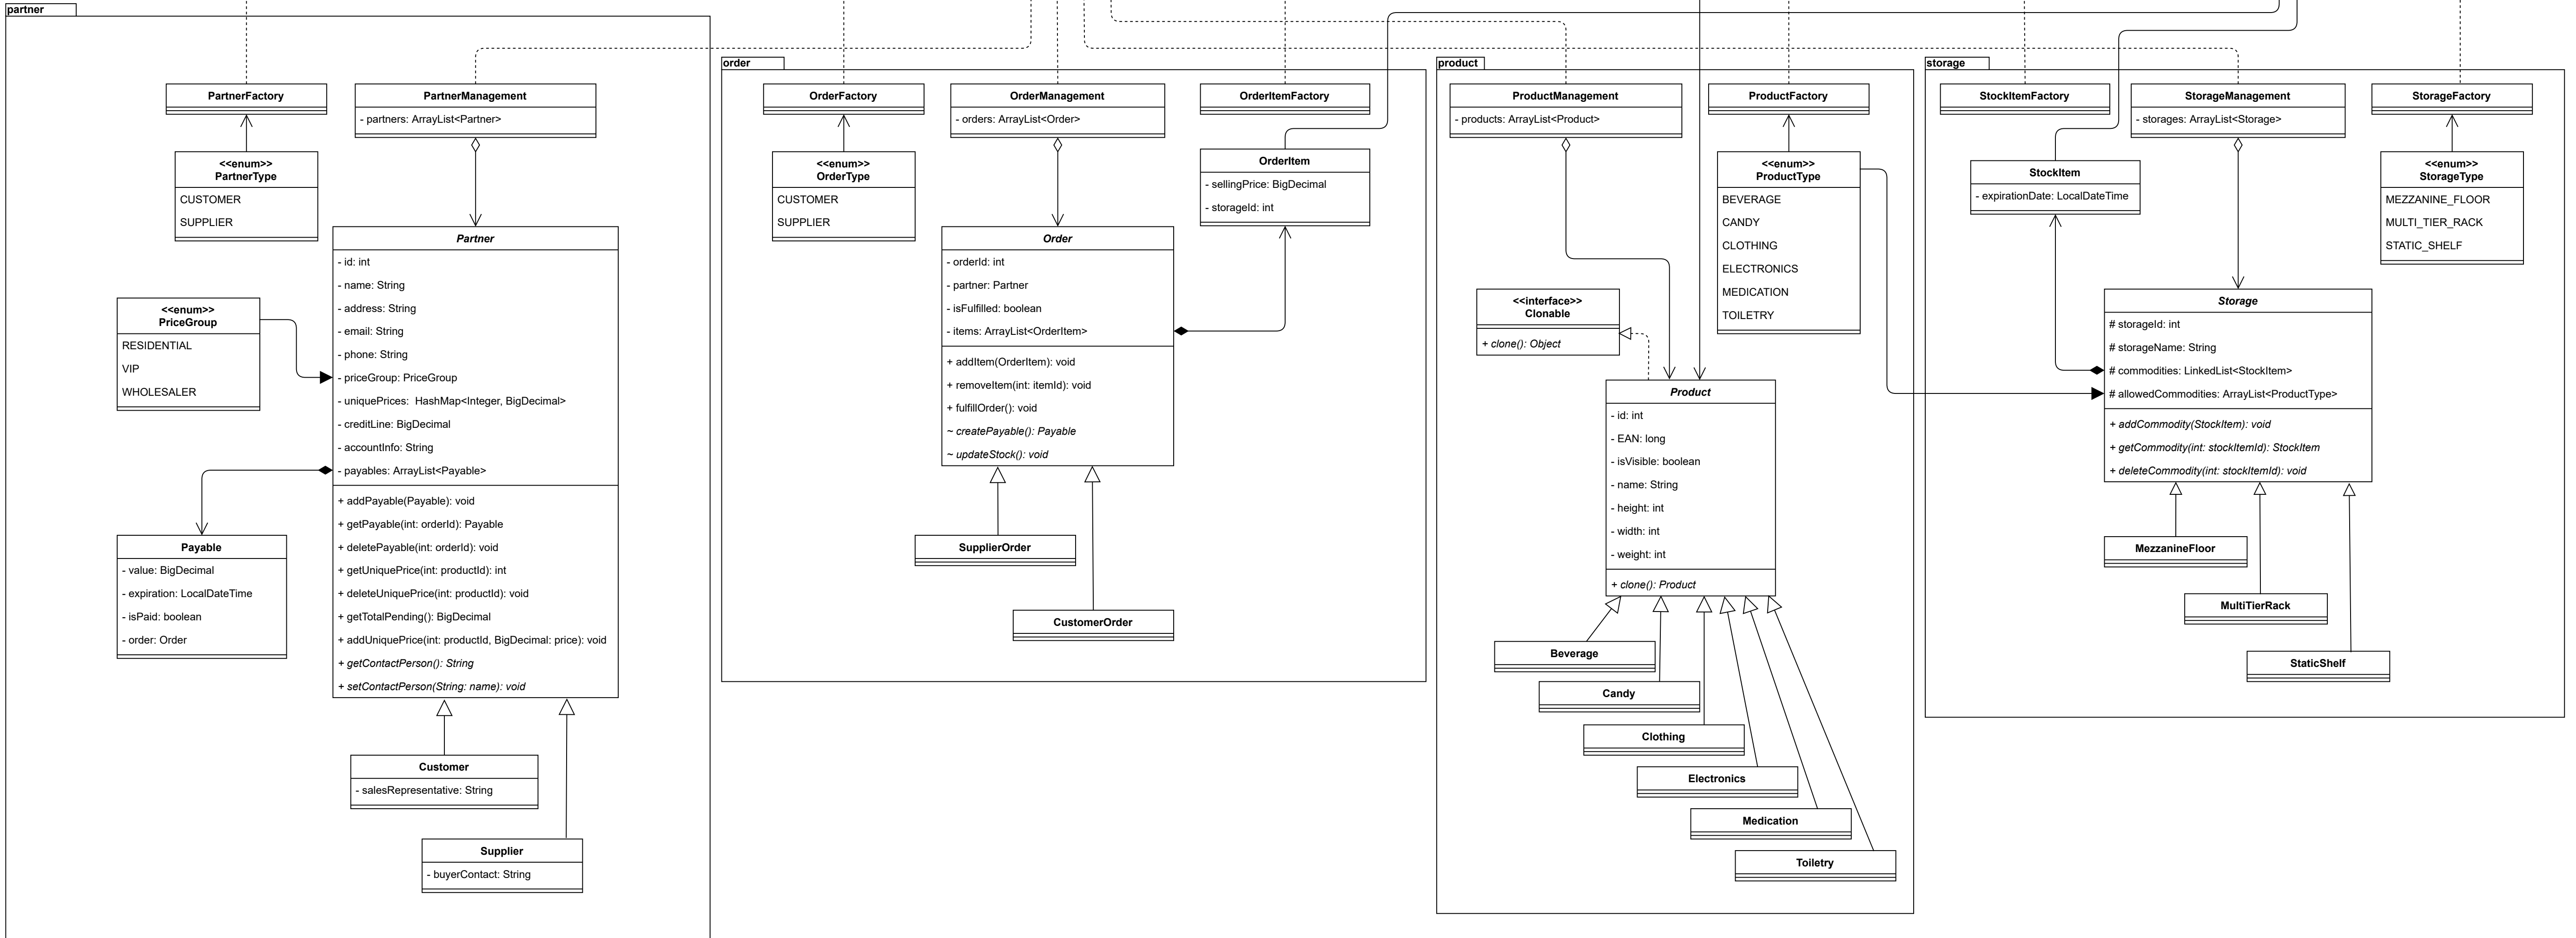 partner
PartnerFactory
<<enum>>
PartnerType
CUSTOMER
SUPPLIER
PartnerManagement
- partners: ArrayList<Partner>
<<enum>>
PriceGroup
RESIDENTIAL
VIP
WHOLESALER
Partner
- id: int
- name: String
- address: String
- email: String
- phone: String
- priceGroup: PriceGroup
- uniquePrices:  HashMap<Integer, BigDecimal>
- creditLine: BigDecimal
- accountInfo: String
- payables: ArrayList<Payable>
+ addPayable(Payable): void
+ getPayable(int: orderId): Payable
+ deletePayable(int: orderId): void
+ getUniquePrice(int: productId): int
+ deleteUniquePrice(int: productId): void
+ getTotalPending(): BigDecimal
+ addUniquePrice(int: productId, BigDecimal: price): void
+ getContactPerson(): String
+ setContactPerson(String: name): void
Payable
- value: BigDecimal
- expiration: LocalDateTime
- isPaid: boolean
- order: Order
Customer
- salesRepresentative: String
Supplier
- buyerContact: String
order
OrderFactory
<<enum>>
OrderType
CUSTOMER
SUPPLIER
OrderManagement
- orders: ArrayList<Order>
OrderItemFactory
OrderItem
- sellingPrice: BigDecimal
- storageId: int
Order
- orderId: int
- partner: Partner
- isFulfilled: boolean
- items: ArrayList<OrderItem>
+ addItem(OrderItem): void
+ removeItem(int: itemId): void
+ fulfillOrder(): void
~ createPayable(): Payable
~ updateStock(): void
SupplierOrder
CustomerOrder
product
ProductManagement
- products: ArrayList<Product>
ProductFactory
<<enum>>
ProductType
BEVERAGE
CANDY
CLOTHING
ELECTRONICS
MEDICATION
TOILETRY
<<interface>>
Clonable
+ clone(): Object
Product
- id: int
- EAN: long
- isVisible: boolean
- name: String
- height: int
- width: int
- weight: int
+ clone(): Product
Beverage
Candy
Clothing
Electronics
Medication
Toiletry
storage
StockItemFactory
StorageManagement
- storages: ArrayList<Storage>
StorageFactory
StockItem
- expirationDate: LocalDateTime
<<enum>>
StorageType
MEZZANINE_FLOOR
MULTI_TIER_RACK
STATIC_SHELF
Storage
# storageId: int
# storageName: String
# commodities: LinkedList<StockItem>
# allowedCommodities: ArrayList<ProductType>
+ addCommodity(StockItem): void
+ getCommodity(int: stockItemId): StockItem
+ deleteCommodity(int: stockItemId): void
MezzanineFloor
MultiTierRack
StaticShelf